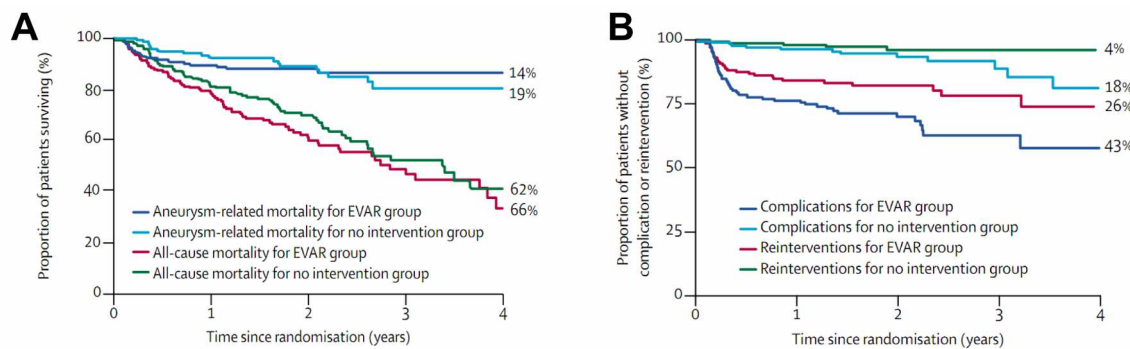 A
Proportion of patients surviving (%)
100
80
60
40
20
0
14%
19%
62%
66%
Aneurysm-related mortality for EVAR group
Aneurysm-related mortality for no intervention group
All-cause mortality for EVAR group
All-cause mortality for no intervention group
0 1 2 3 4
Time since randomisation (years)
B
Proportion of patients without
complication or reintervention (%)
100
75
50
25
0
4%
18%
26%
43%
Complications for EVAR group
Complications for no intervention group
Reinterventions for EVAR group
Reinterventions for no intervention group
0 1 2 3 4
Time since randomisation (years)